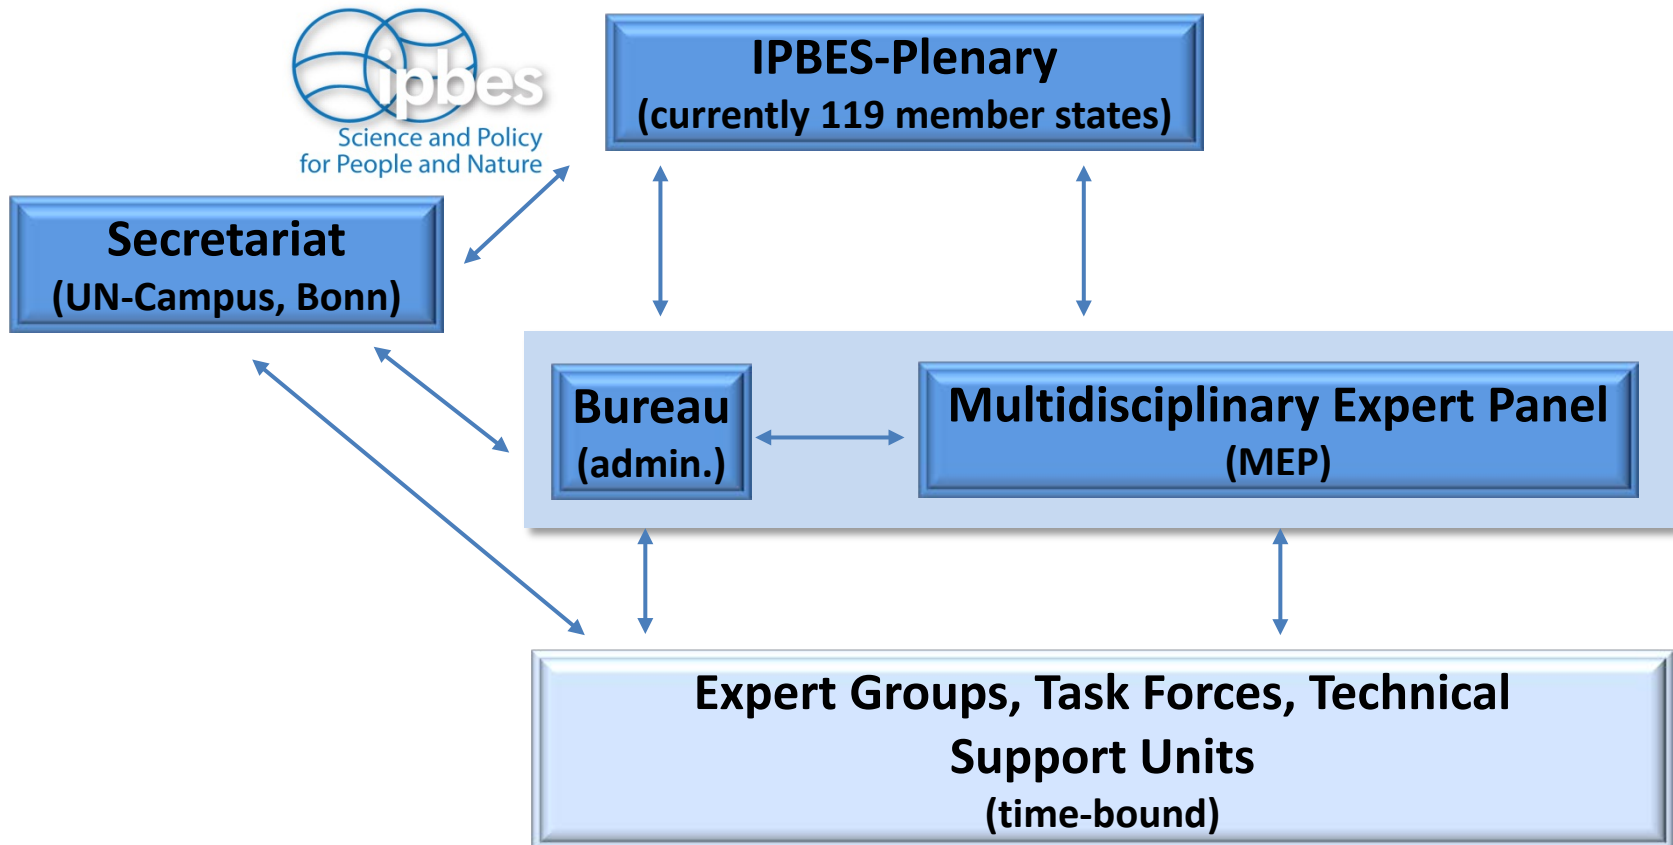 ipbes
Science and Policy
for People and Nature
IPBES-Plenary
(currently 119 member states)
Secretariat
(UN-Campus, Bonn)
Bureau
(admin.)
Multidisciplinary Expert Panel
(MEP)
Expert Groups, Task Forces, Technical
Support Units
(time-bound)